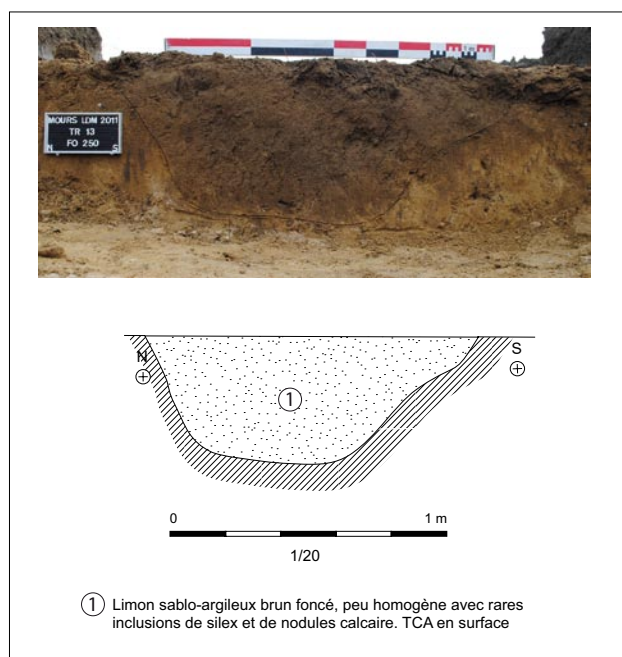 MOURS LDM 2011
TR 13
FO 250
N S
N
S
1
0 1 m
1/20
1 Limon sablo-argileux brun foncé, peu homogène avec rares
inclusions de silex et de nodules calcaire. TCA en surface